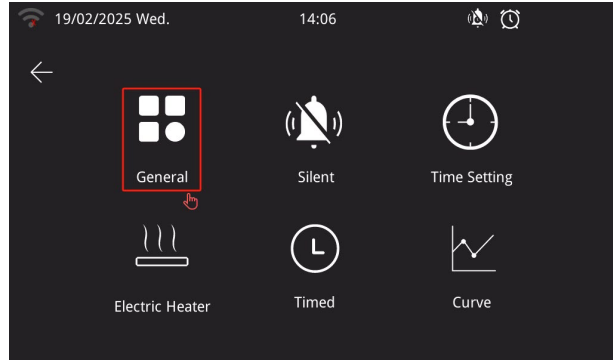 19/02/2025 Wed. 14:06
General Silent Time Setting
Electric Heater Timed Curve